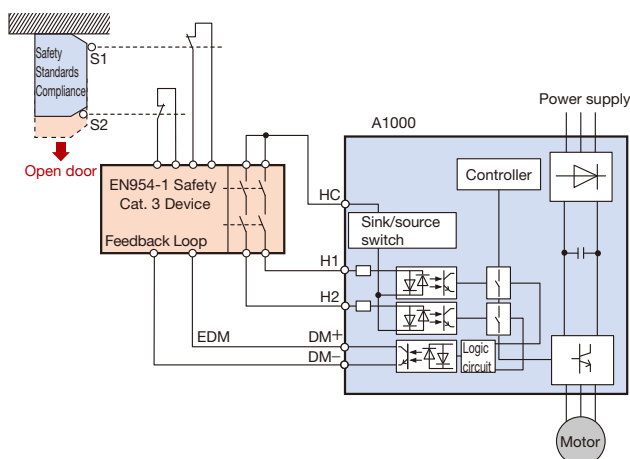 Safety
Standards
Compliance
S1
S2
Open door
EN954-1 Safety
Cat. 3 Device
Feedback Loop
EDM
HC
H1
H2
DM+
DM−
A1000
Power supply
Controller
Sink/source
switch
Logic
circuit
Motor